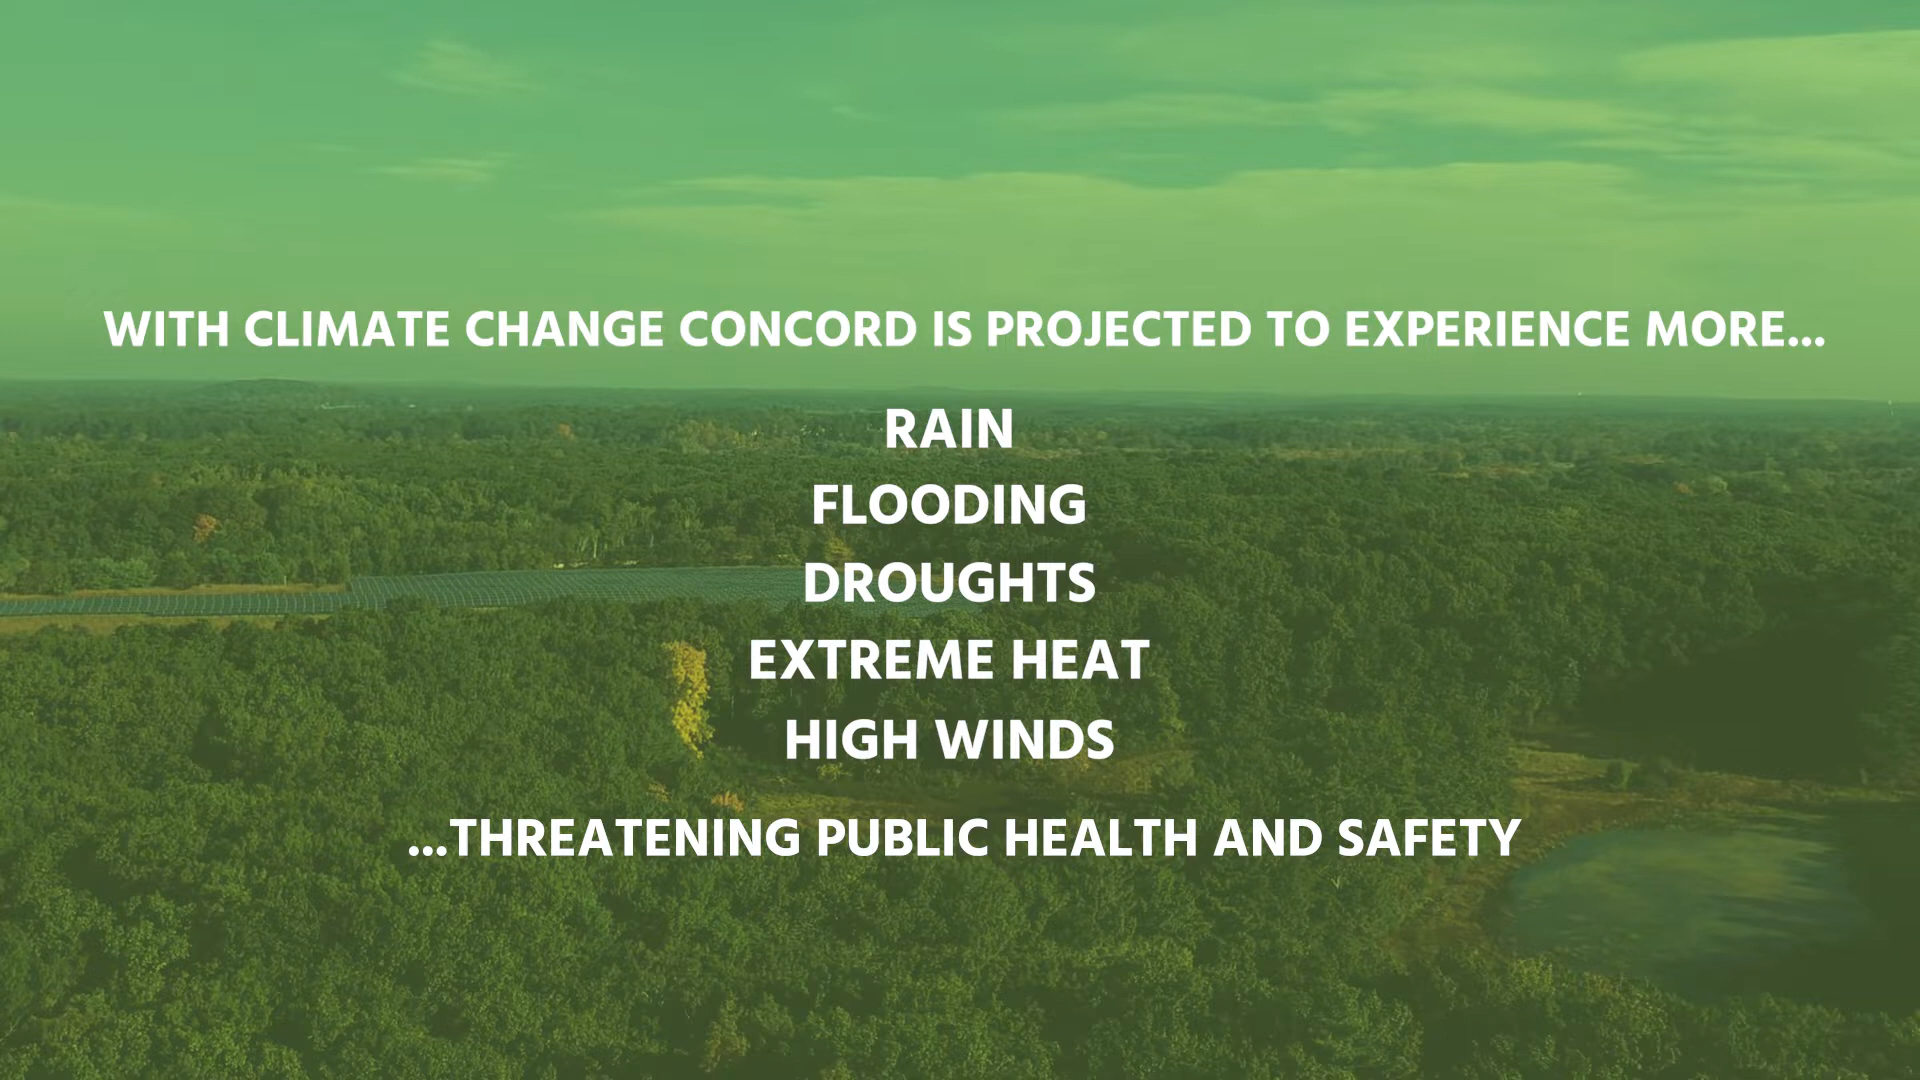 WITH CLIMATE CHANGE CONCORD IS PROJECTED TO EXPERIENCE MORE...
RAIN
FLOODING
DROUGHTS
EXTREME HEAT
HIGH WINDS
...THREATENING PUBLIC HEALTH AND SAFETY